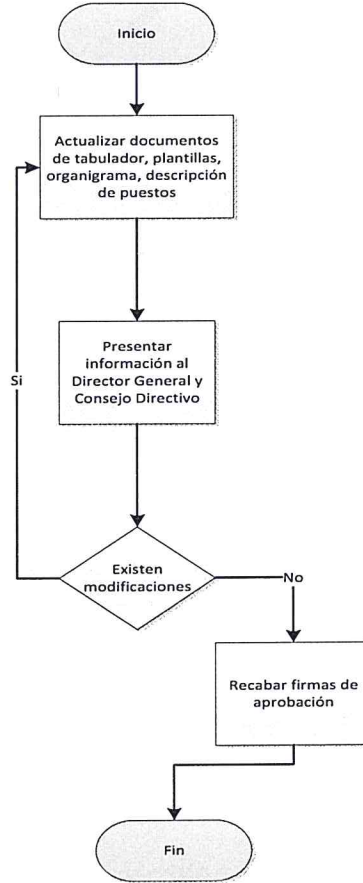 Inicio
Actualizar documentos
de tabulador, plantillas,
organigrama, descripción
de puestos
Presentar
información al
Director General y
Consejo Directivo
Si
Existen
modificaciones
No
Recabar firmas de
aprobación
Fin